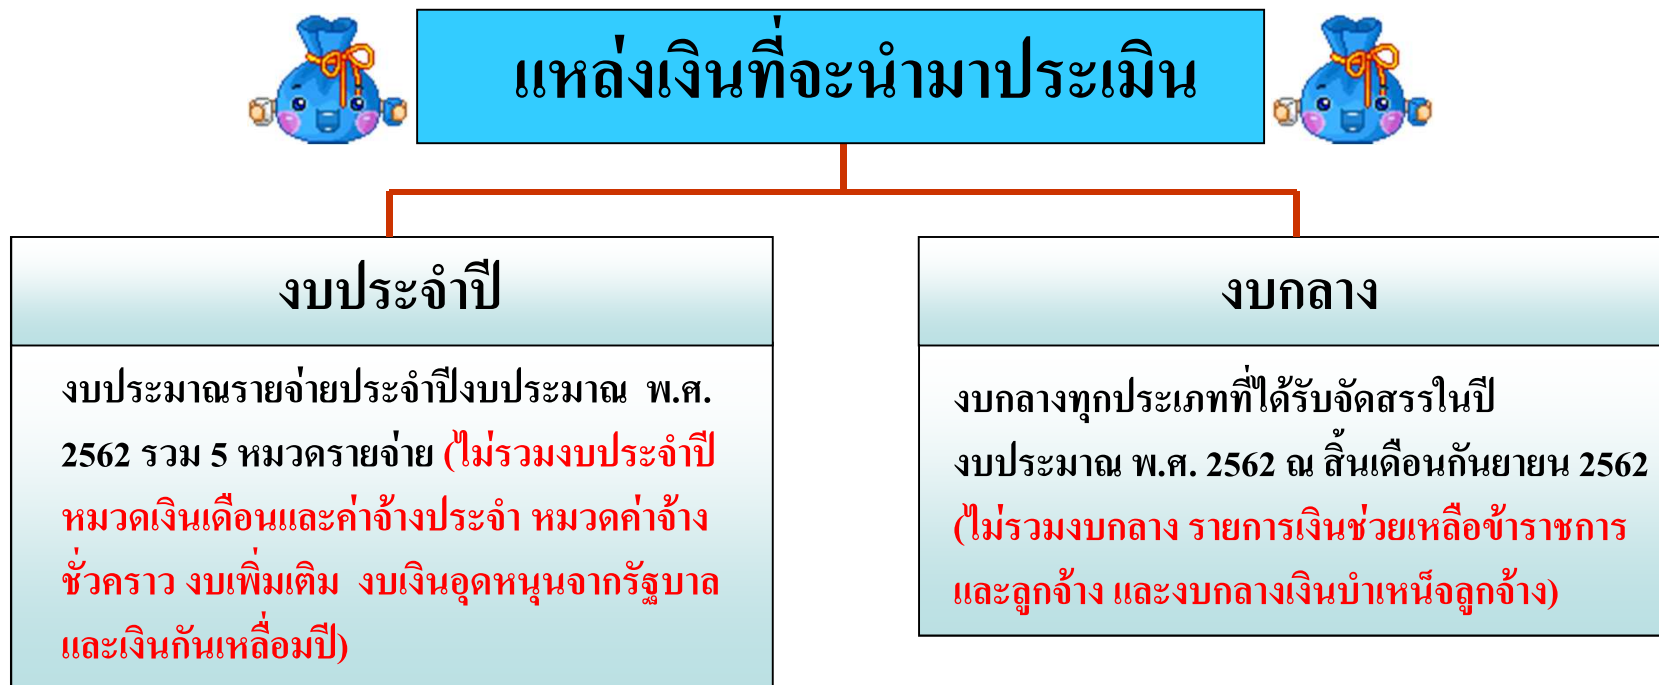 แหล่งเงินที่จะนำมาประเมิน
งบประจำปี
งบประมาณรายจ่ายประจำปีงบประมาณ พ.ศ.
2562 รวม 5 หมวดรายจ่าย (ไม่รวมงบประจำปี
หมวดเงินเดือนและค่าจ้างประจำ หมวดค่าจ้าง
ชั่วคราว งบเพิ่มเติม งบเงินอุดหนุนจากรัฐบาล
และเงินกันเหลื่อมปี)
งบกลาง
งบกลางทุกประเภทที่ได้รับจัดสรรในปี
งบประมาณ พ.ศ. 2562 ณ สิ้นเดือนกันยายน 2562
(ไม่รวมงบกลาง รายการเงินช่วยเหลือข้าราชการ
และลูกจ้าง และงบกลางเงินบำเหน็จลูกจ้าง)